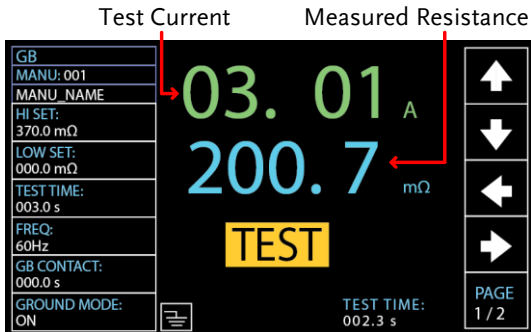 Test Current
Measured Resistance
GB
MANU: 001
MANU_NAME
HI SET:
370.0 mΩ
LOW SET:
000.0 mΩ
TEST TIME:
003.0 s
FREQ:
60Hz
GB CONTACT:
000.0 s
GROUND MODE:
ON
03. 01 A
200. 7 mΩ
TEST
TEST TIME:
002.3 s
PAGE
1 / 2